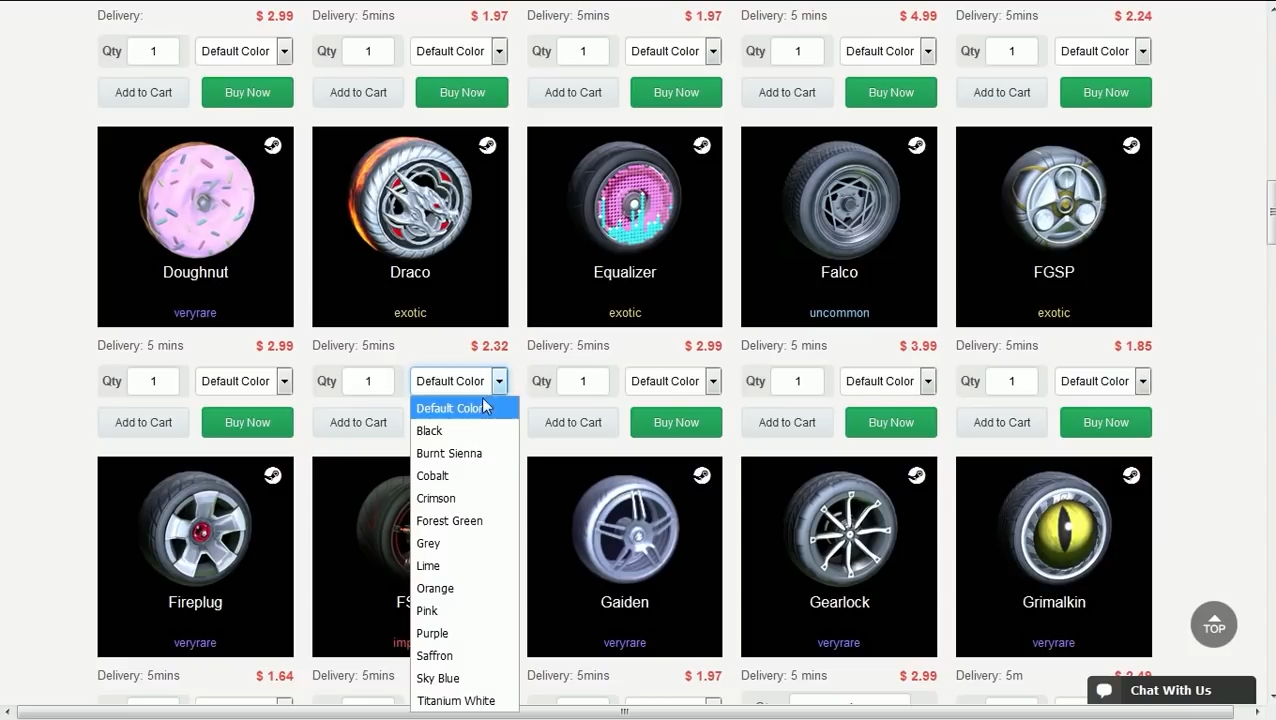 Delivery: $ 2.99 Delivery: 5mins $ 1.97 Delivery: 5mins $ 1.97 Delivery: 5 mins $ 4.99 Delivery: 5mins $ 2.24
Qty 1 Default Color Qty 1 Default Color Qty 1 Default Color Qty 1 Default Color Qty 1 Default Color
Add to Cart Buy Now Add to Cart Buy Now Add to Cart Buy Now Add to Cart Buy Now Add to Cart Buy Now
Doughnut Draco Equalizer Falco FGSP
veryrare exotic exotic uncommon exotic
Delivery: 5 mins $ 2.99 Delivery: 5mins $ 2.32 Delivery: 5mins $ 2.99 Delivery: 5 mins $ 3.99 Delivery: 5mins $ 1.85
Qty 1 Default Color Qty 1 Default Color Qty 1 Default Color Qty 1 Default Color Qty 1 Default Color
Add to Cart Buy Now Add to Cart Add to Cart Buy Now Add to Cart Buy Now Add to Cart Buy Now
Default Color
Black
Burnt Sienna
Cobalt
Crimson
Forest Green
Grey
Lime
Orange
Pink
Purple
Saffron
Sky Blue
Titanium White
Fireplug FS Gaiden Gearlock Grimalkin
veryrare imp veryrare veryrare veryrare
Delivery: 5mins $ 1.64 Delivery: 5mins Delivery: 5mins $ 1.97 Delivery: 5mins $ 2.99 Delivery: 5m
TOP
Chat With Us